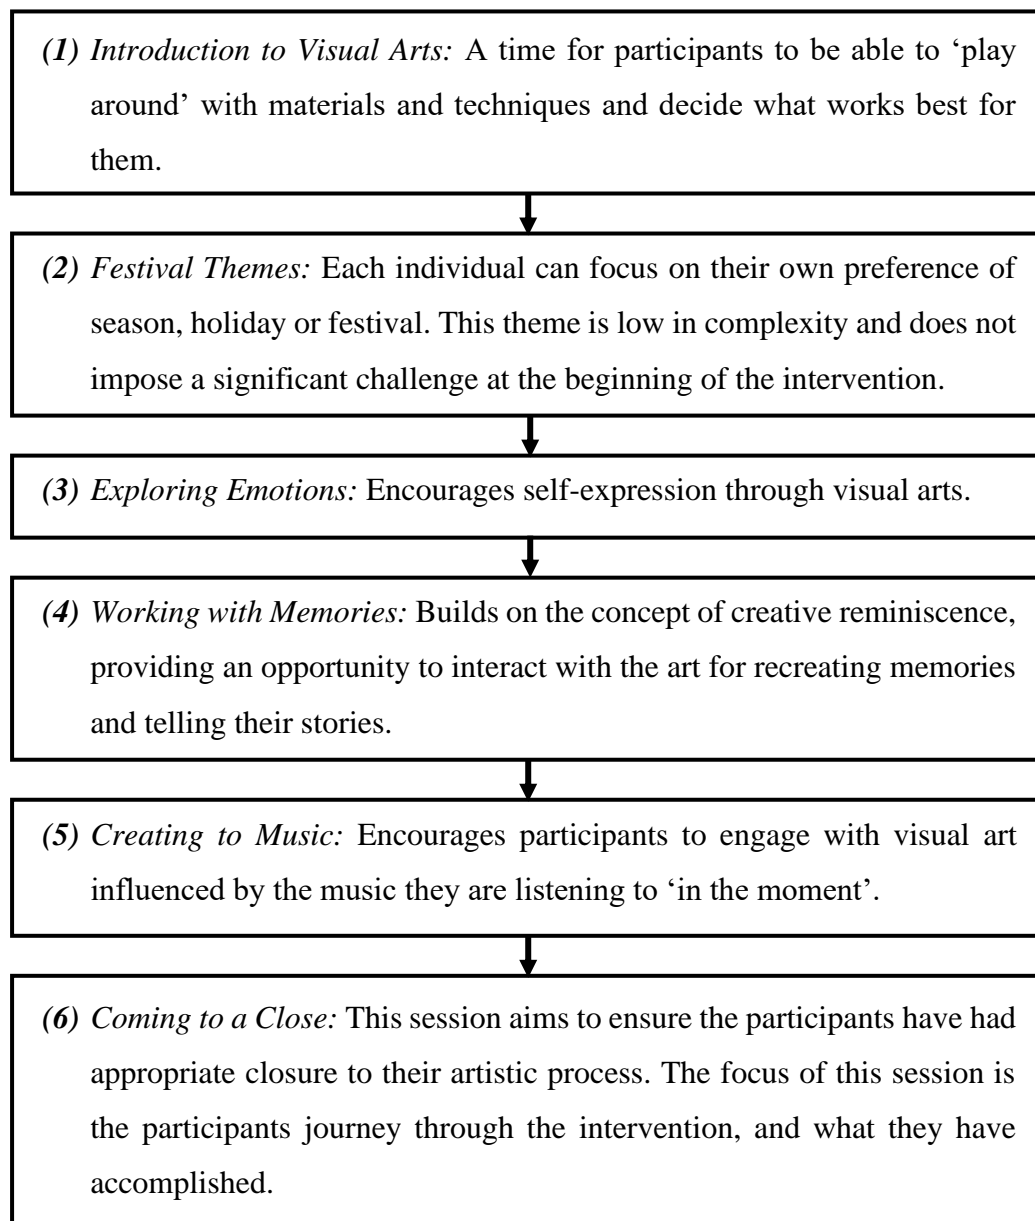 (1) Introduction to Visual Arts: A time for participants to be able to ‘play
around’ with materials and techniques and decide what works best for
them.
(2) Festival Themes: Each individual can focus on their own preference of
season, holiday or festival. This theme is low in complexity and does not
impose a significant challenge at the beginning of the intervention.
(3) Exploring Emotions: Encourages self-expression through visual arts.
(4) Working with Memories: Builds on the concept of creative reminiscence,
providing an opportunity to interact with the art for recreating memories
and telling their stories.
(5) Creating to Music: Encourages participants to engage with visual art
influenced by the music they are listening to ‘in the moment’.
(6) Coming to a Close: This session aims to ensure the participants have had
appropriate closure to their artistic process. The focus of this session is
the participants journey through the intervention, and what they have
accomplished.